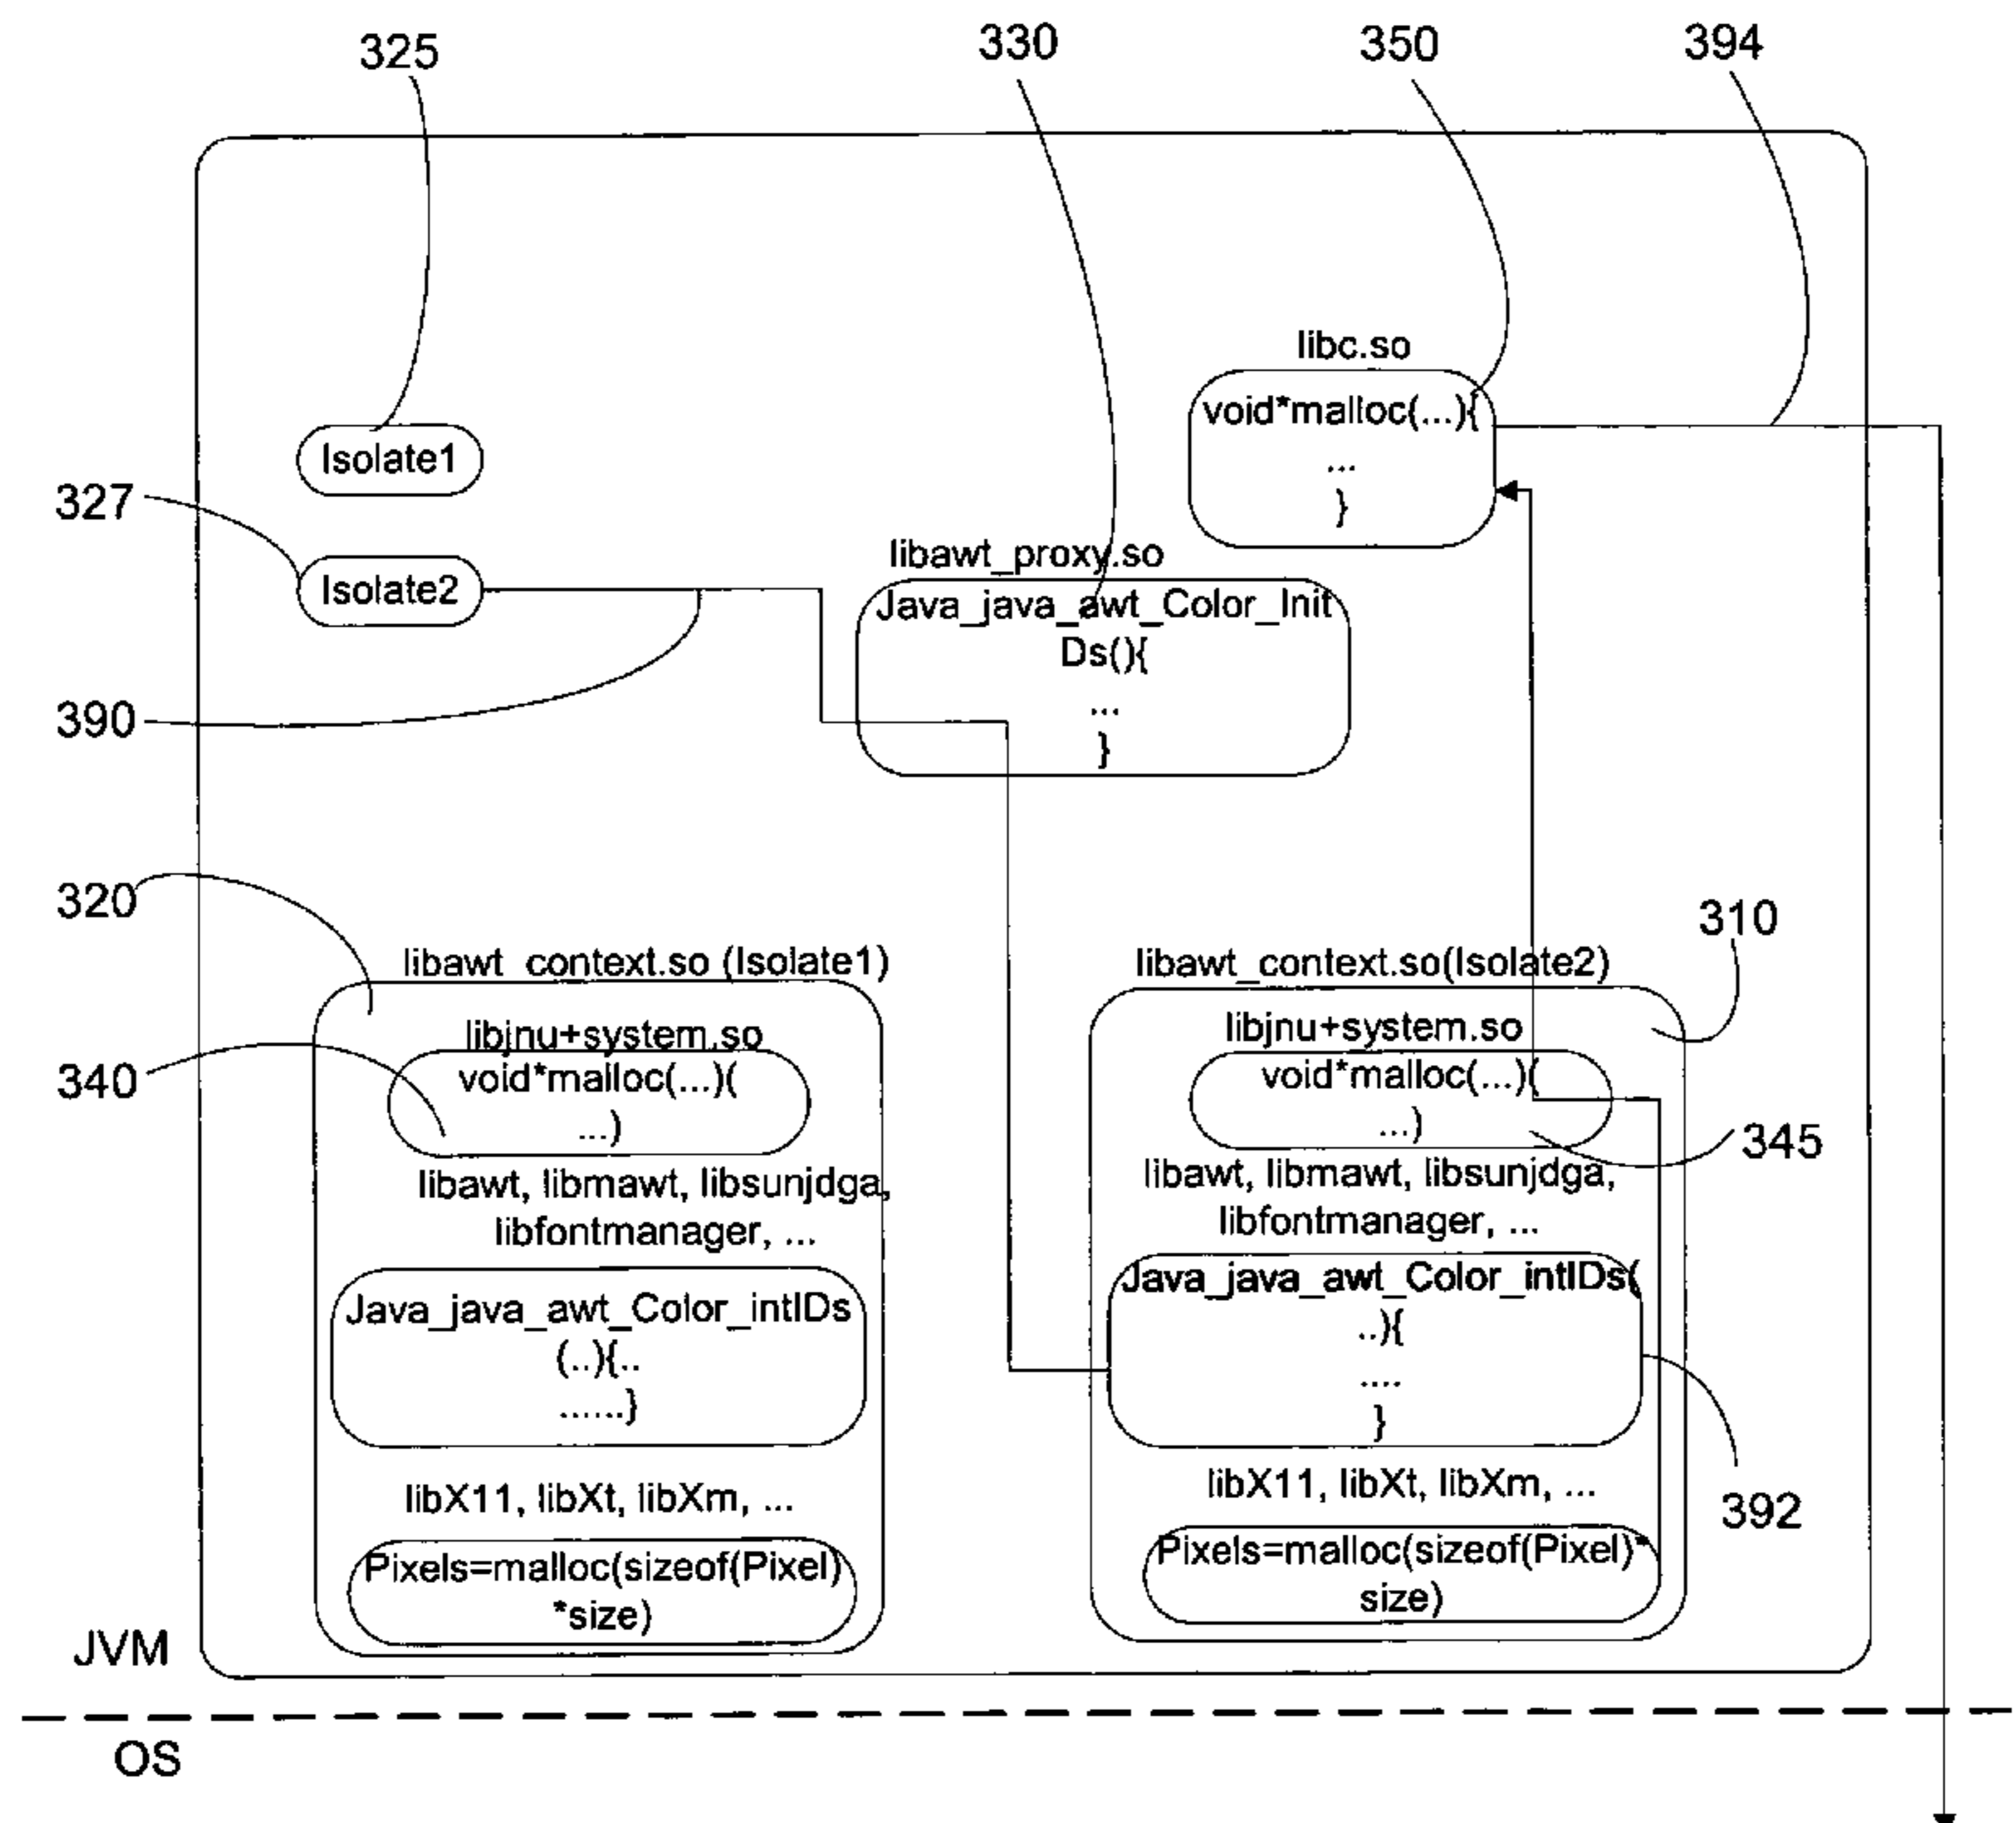 325
330
350
394
libc.so
void*malloc(...){
...
}
Isolate1
327
Isolate2
libawt_proxy.so
Java_java_awt_Color_Init
Ds(){
...
}
390
320
310
libawt_context.so (Isolate1)
libjnu+system.so
void*malloc(...)(
...)
340
libawt, libmawt, libsunjdga,
libfontmanager, ...
Java_java_awt_Color_intIDs
(..){..
......}
libX11, libXt, libXm, ...
Pixels=malloc(sizeof(Pixel)
*size)
libawt_context.so(Isolate2)
libjnu+system.so
void*malloc(...)(
...)
345
libawt, libmawt, libsunjdga,
libfontmanager, ...
Java_java_awt_Color_intIDs(
..){
....
}
libX11, libXt, libXm, ...
392
Pixels=malloc(sizeof(Pixel)*
size)
JVM
OS